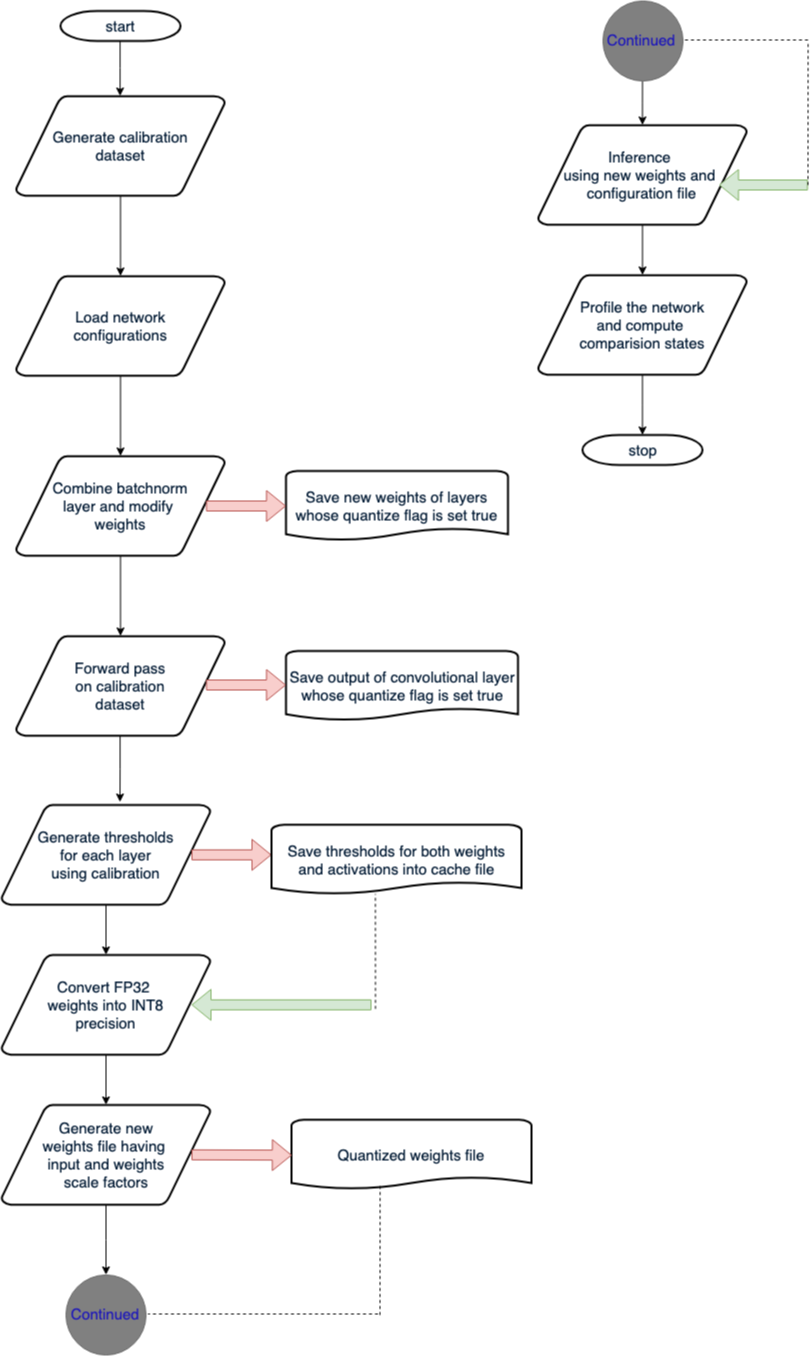 start
Generate calibration
dataset
Load network
configurations
Combine batchnorm
layer and modify
weights
Save new weights of layers
whose quantize flag is set true
Forward pass
on calibration
dataset
Save output of convolutional layer
whose quantize flag is set true
Generate thresholds
for each layer
using calibration
Save thresholds for both weights
and activations into cache file
Convert FP32
weights into INT8
precision
Generate new
weights file having
input and weights
scale factors
Quantized weights file
Continued
Continued
Inference
using new weights and
configuration file
Profile the network
and compute
comparision states
stop